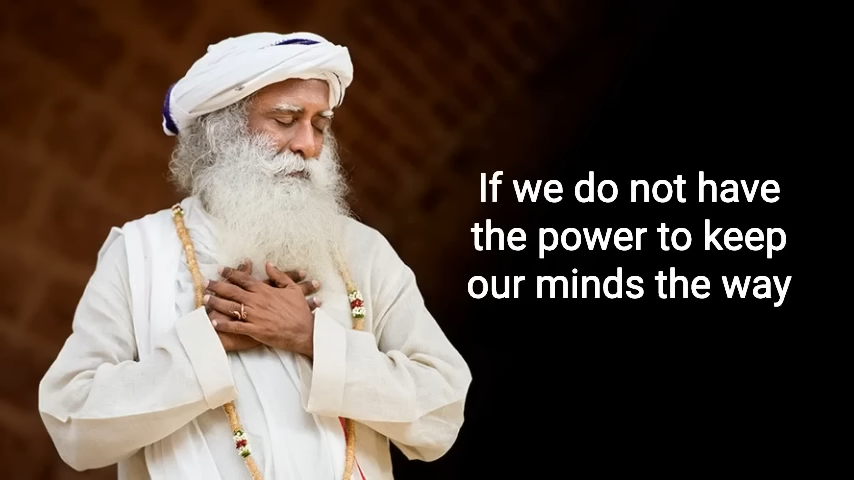 If we do not have
the power to keep
our minds the way